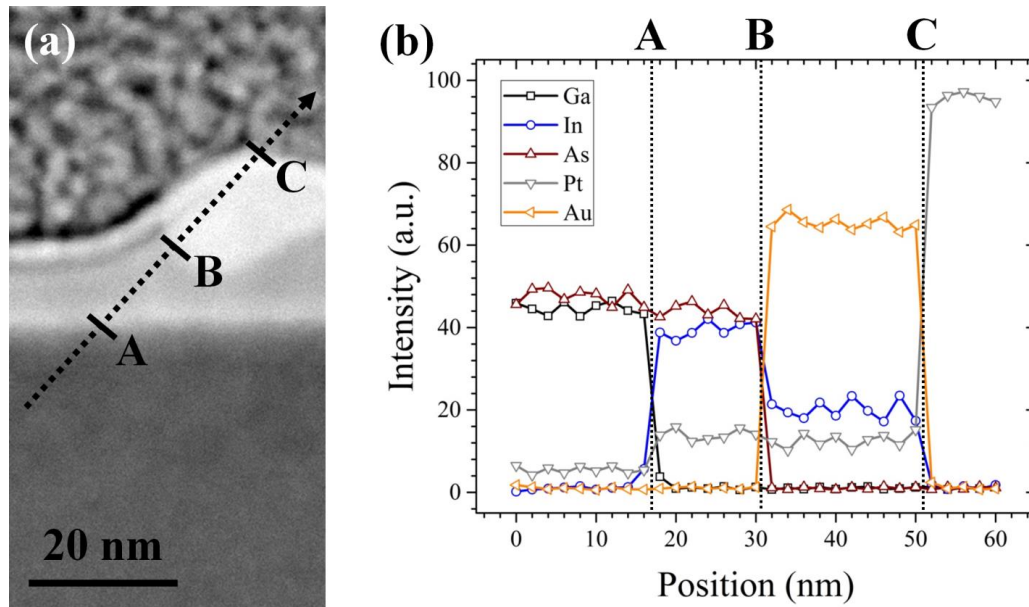 (a)
A
B
C
20 nm
(b)
A B C
Intensity (a.u.)
100
80
60
40
20
0
Ga
In
As
Pt
Au
0 10 20 30 40 50 60
Position (nm)